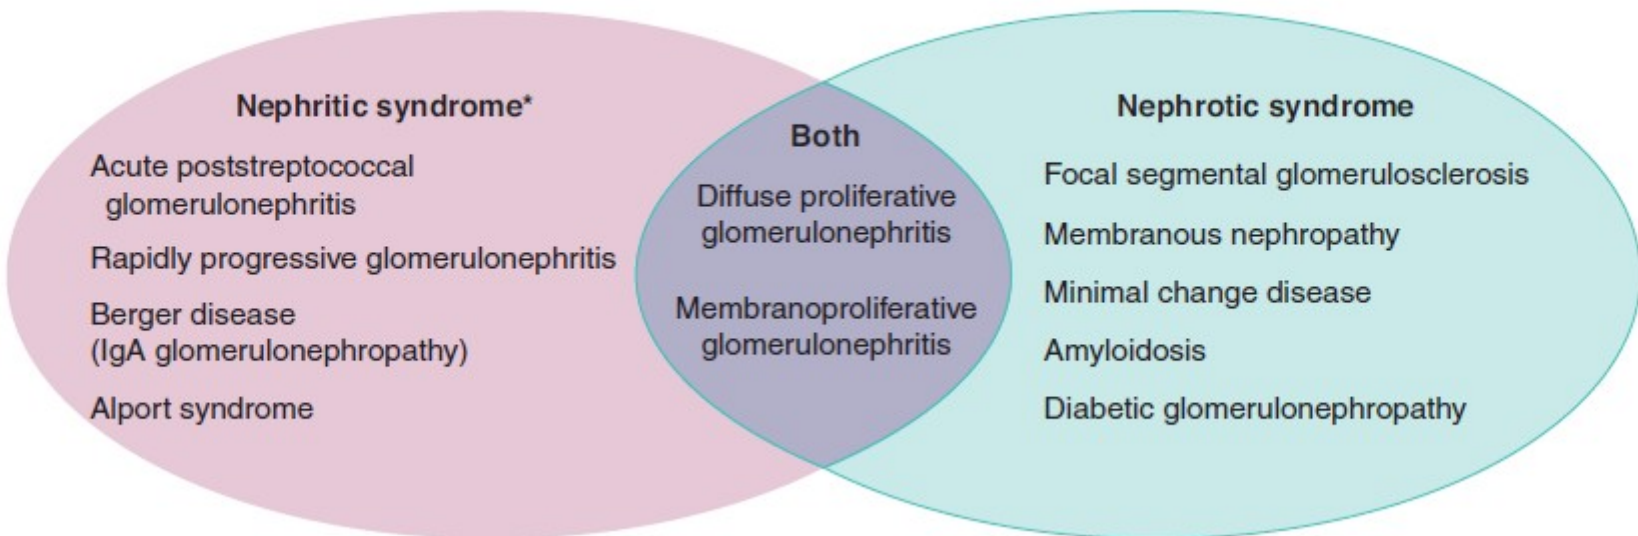 Nephritic syndrome*
Acute poststreptococcal
glomerulonephritis
Rapidly progressive glomerulonephritis
Berger disease
(IgA glomerulonephropathy)
Alport syndrome
Both
Diffuse proliferative
glomerulonephritis
Membranoproliferative
glomerulonephritis
Nephrotic syndrome
Focal segmental glomerulosclerosis
Membranous nephropathy
Minimal change disease
Amyloidosis
Diabetic glomerulonephropathy